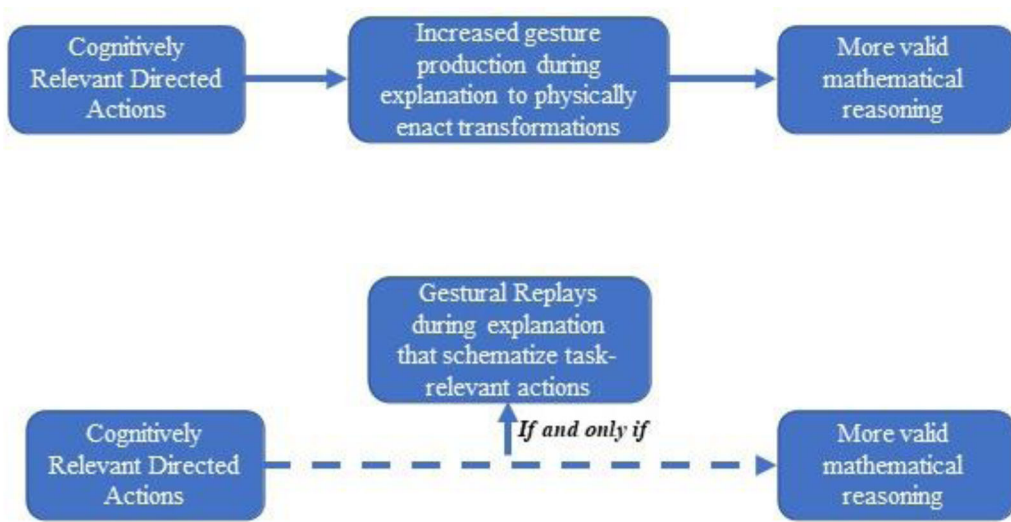 Cognitively
Relevant Directed
Actions
Increased gesture
production during
explanation to physically
enact transformations
More valid
mathematical
reasoning
Gestural Replays
during explanation
that schematize task-
relevant actions
If and only if
Cognitively
Relevant Directed
Actions
More valid
mathematical
reasoning